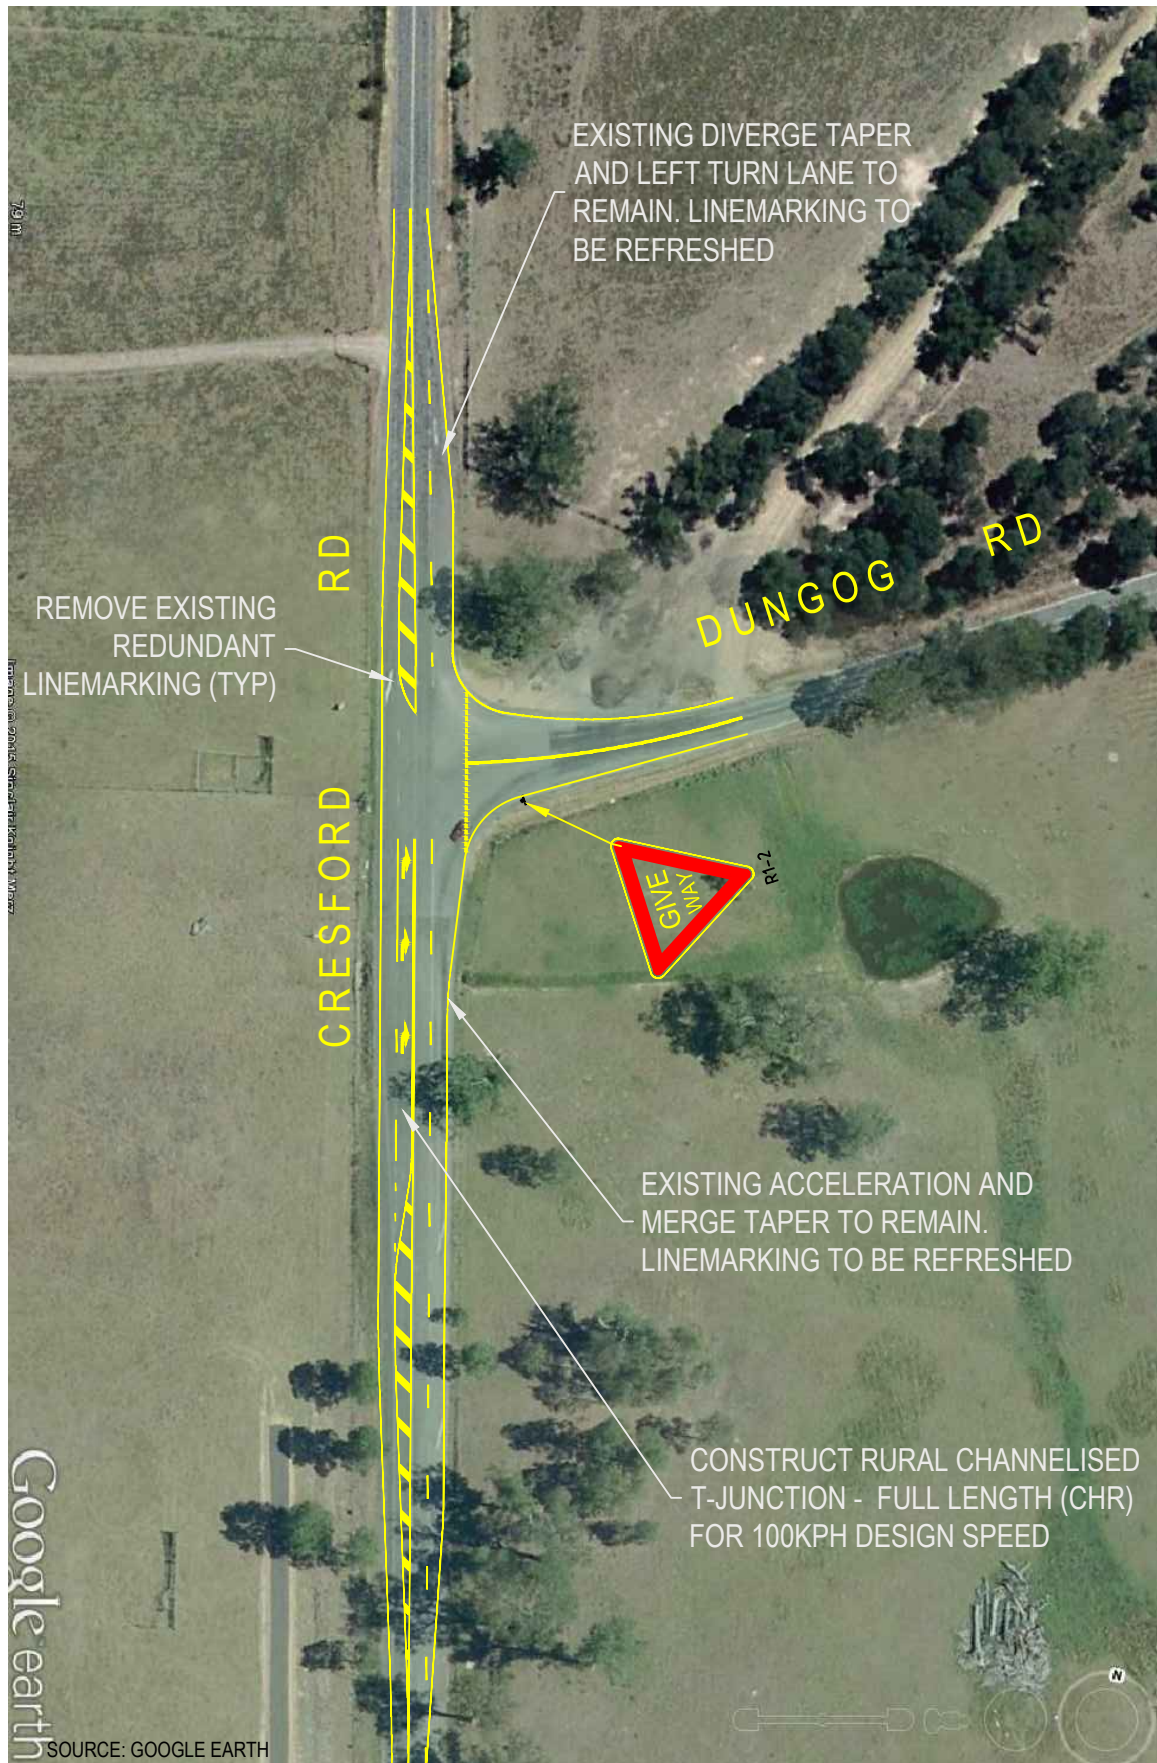 EXISTING DIVERGE TAPER
AND LEFT TURN LANE TO
REMAIN. LINEMARKING TO
BE REFRESHED
79 m
RD
DUNGOG RD
REMOVE EXISTING
REDUNDANT
LINEMARKING (TYP)
CRESFORD
GIVE
WAY
R1-2
EXISTING ACCELERATION AND
MERGE TAPER TO REMAIN.
LINEMARKING TO BE REFRESHED
CONSTRUCT RURAL CHANNELISED
T-JUNCTION - FULL LENGTH (CHR)
FOR 100KPH DESIGN SPEED
Google earth
N
SOURCE: GOOGLE EARTH